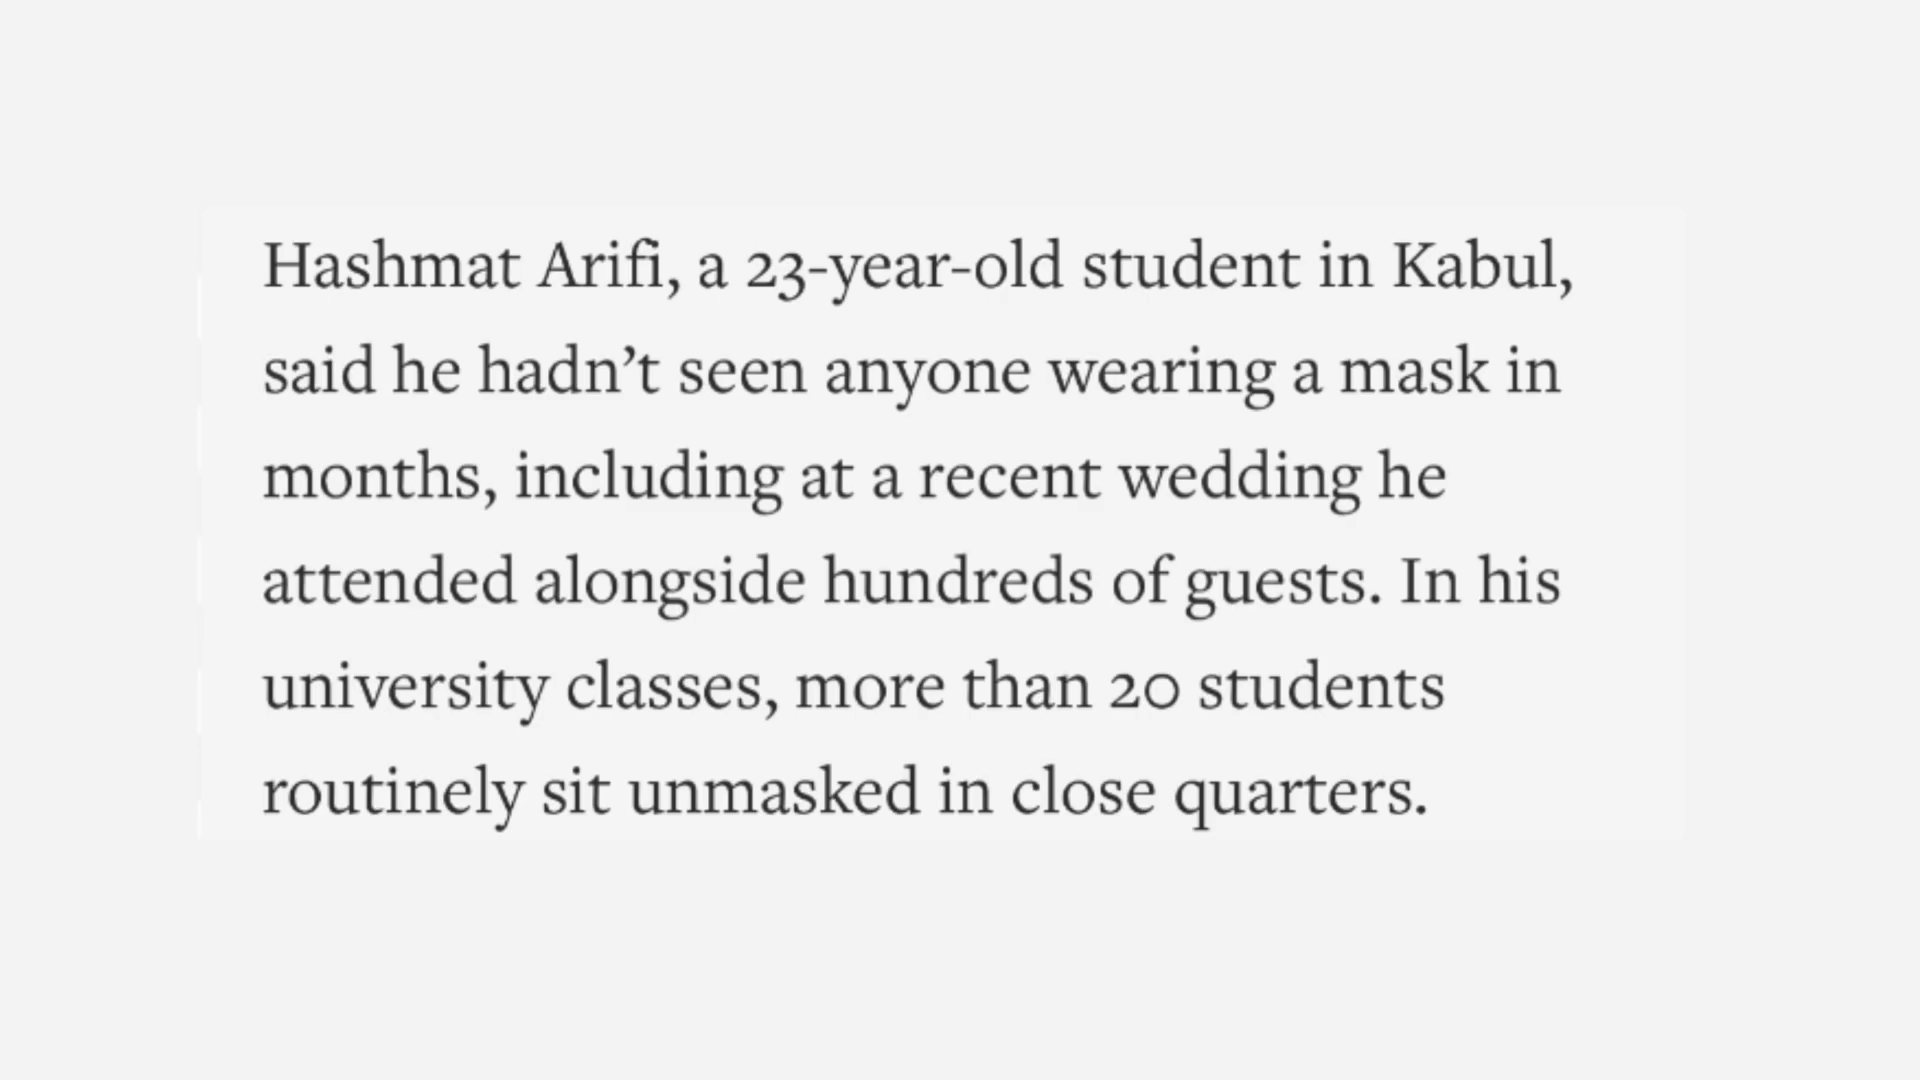 Hashmat Arifi, a 23-year-old student in Kabul,
said he hadn’t seen anyone wearing a mask in
months, including at a recent wedding he
attended alongside hundreds of guests. In his
university classes, more than 20 students
routinely sit unmasked in close quarters.